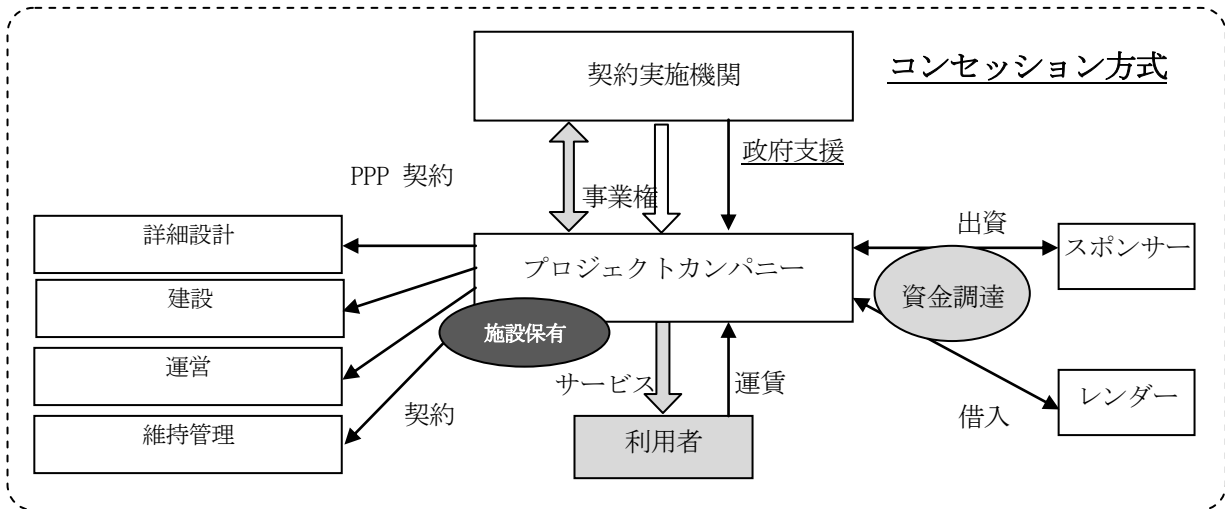 契約実施機関
コンセッション方式
政府支援
PPP 契約
事業権
詳細設計
出資
スポンサー
プロジェクトカンパニー
建設
資金調達
施設保有
運営
サービス
運賃
レンダー
契約
借入
維持管理
利用者